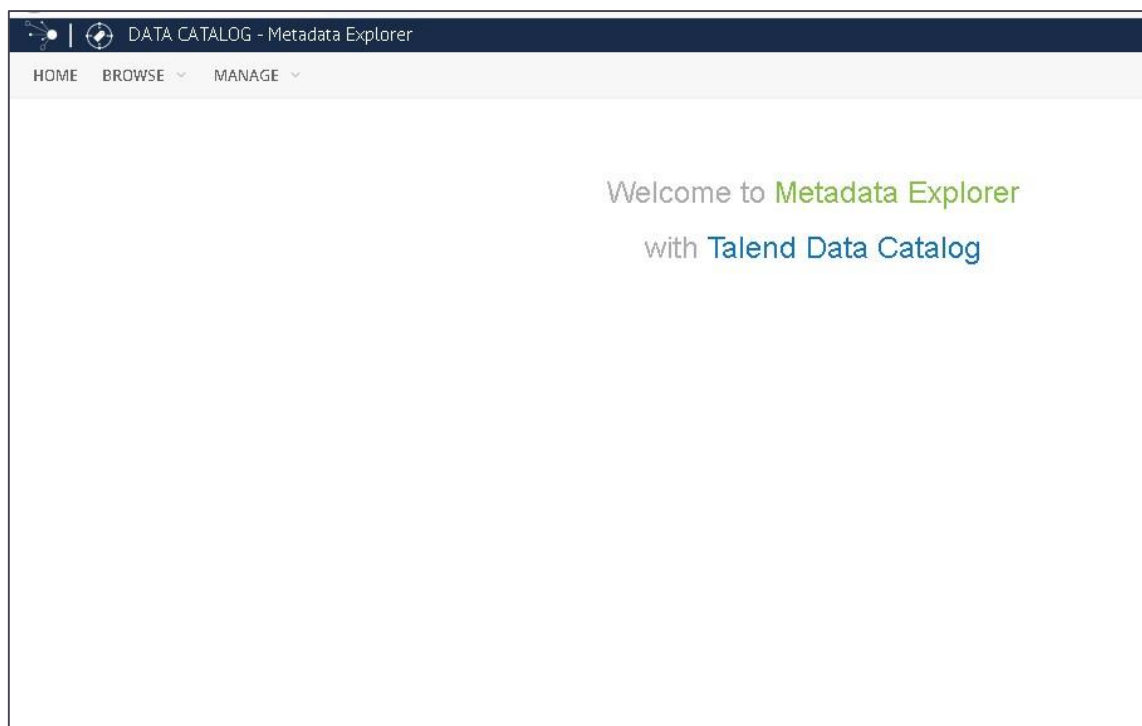 DATA CATALOG - Metadata Explorer
HOME BROWSE MANAGE
Welcome to Metadata Explorer
with Talend Data Catalog